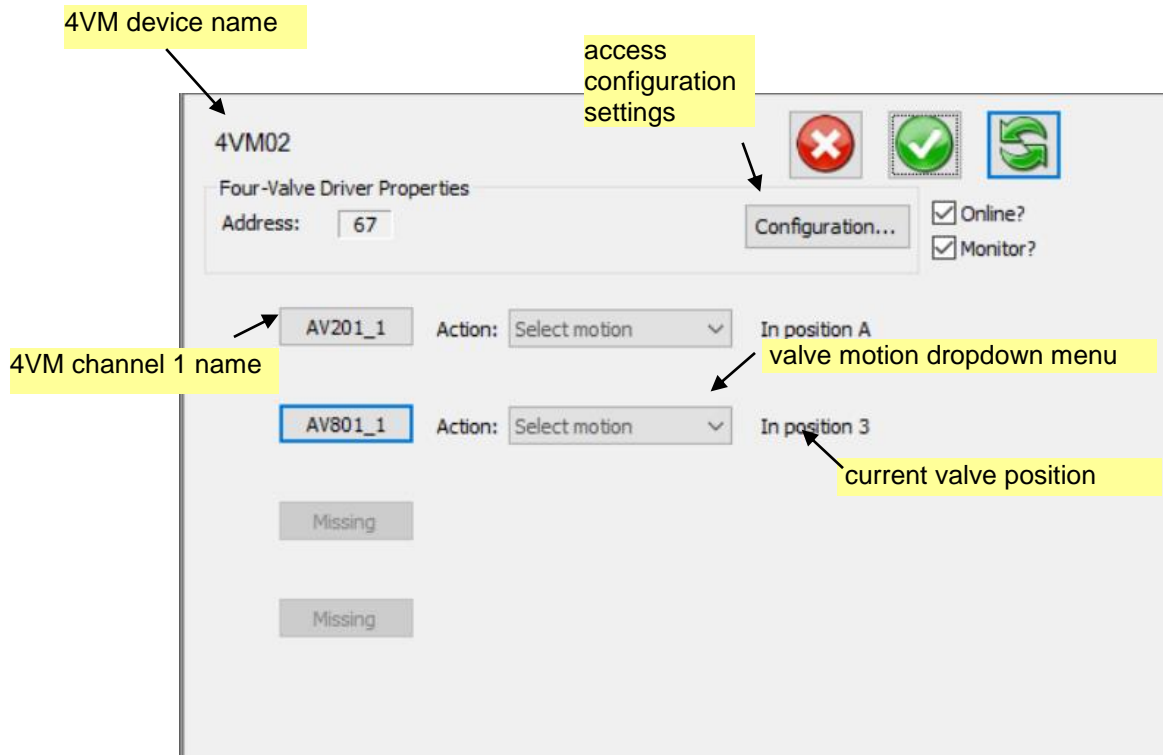 4VM device name
access
configuration
settings
4VM02
Four-Valve Driver Properties
Address: 67
Configuration...
Online?
Monitor?
AV201_1 Action: Select motion In position A
4VM channel 1 name
valve motion dropdown menu
AV801_1 Action: Select motion In position 3
current valve position
Missing
Missing